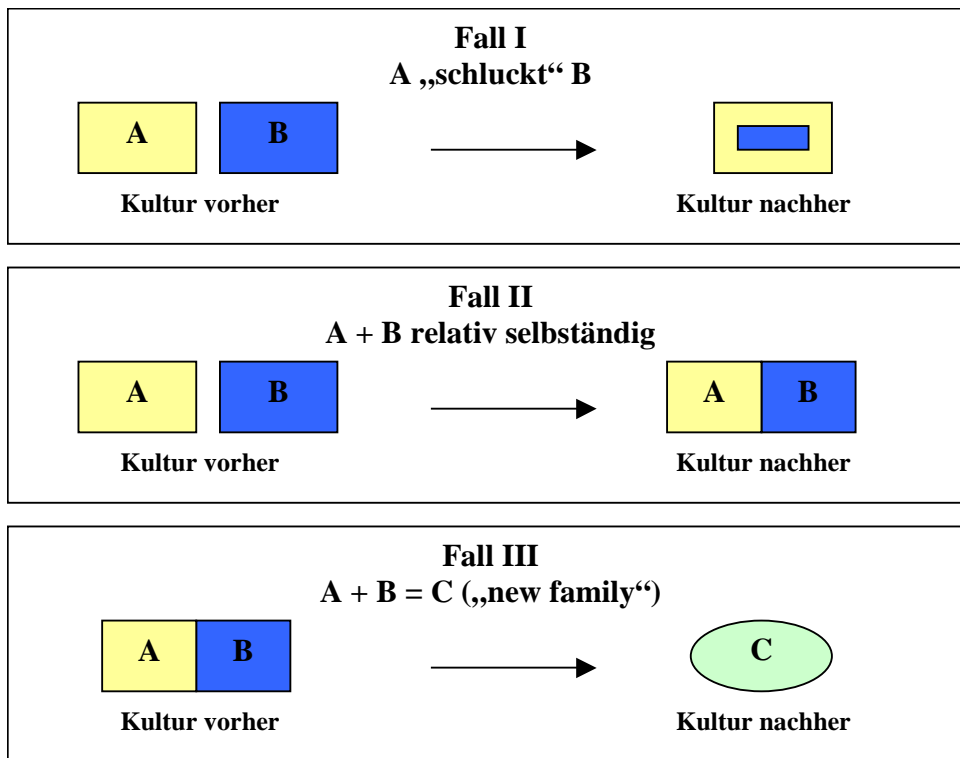 Fall I
A „schluckt“ B
A B
Kultur vorher Kultur nachher
Fall II
A + B relativ selbständig
A B A B
Kultur vorher Kultur nachher
Fall III
A + B = C („new family“)
A B C
Kultur vorher Kultur nachher